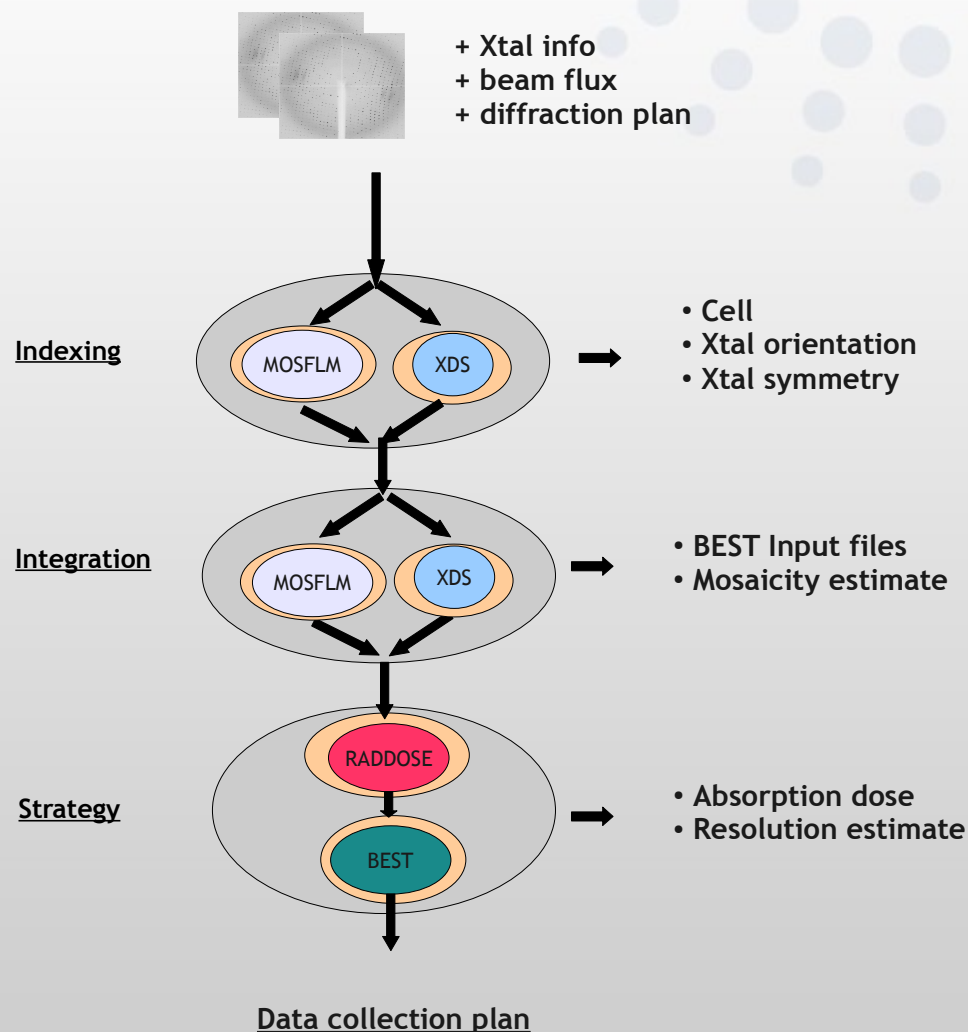 + Xtal info
+ beam flux
+ diffraction plan
Indexing
MOSFLM
XDS
• Cell
• Xtal orientation
• Xtal symmetry
Integration
MOSFLM
XDS
• BEST Input files
• Mosaicity estimate
Strategy
RADDOSE
BEST
• Absorption dose
• Resolution estimate
Data collection plan